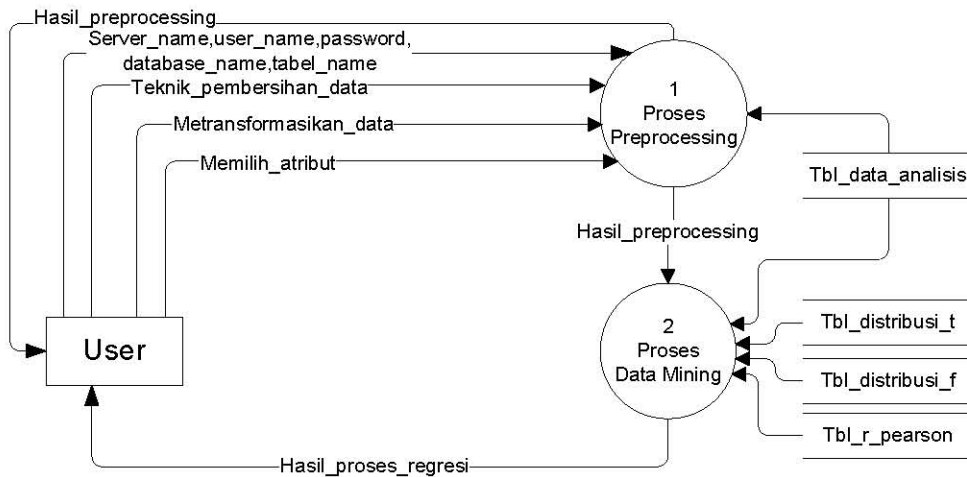 Hasil_preprocessing
Server_name,user_name,password,
database_name,tabel_name
Teknik_pembersihan_data
Metransformasikan_data
Memilih_atribut
1
Proses
Preprocessing
Tbl_data_analisis
Hasil_preprocessing
User
2
Proses
Data Mining
Tbl_distribusi_t
Tbl_distribusi_f
Tbl_r_pearson
Hasil_proses_regresi